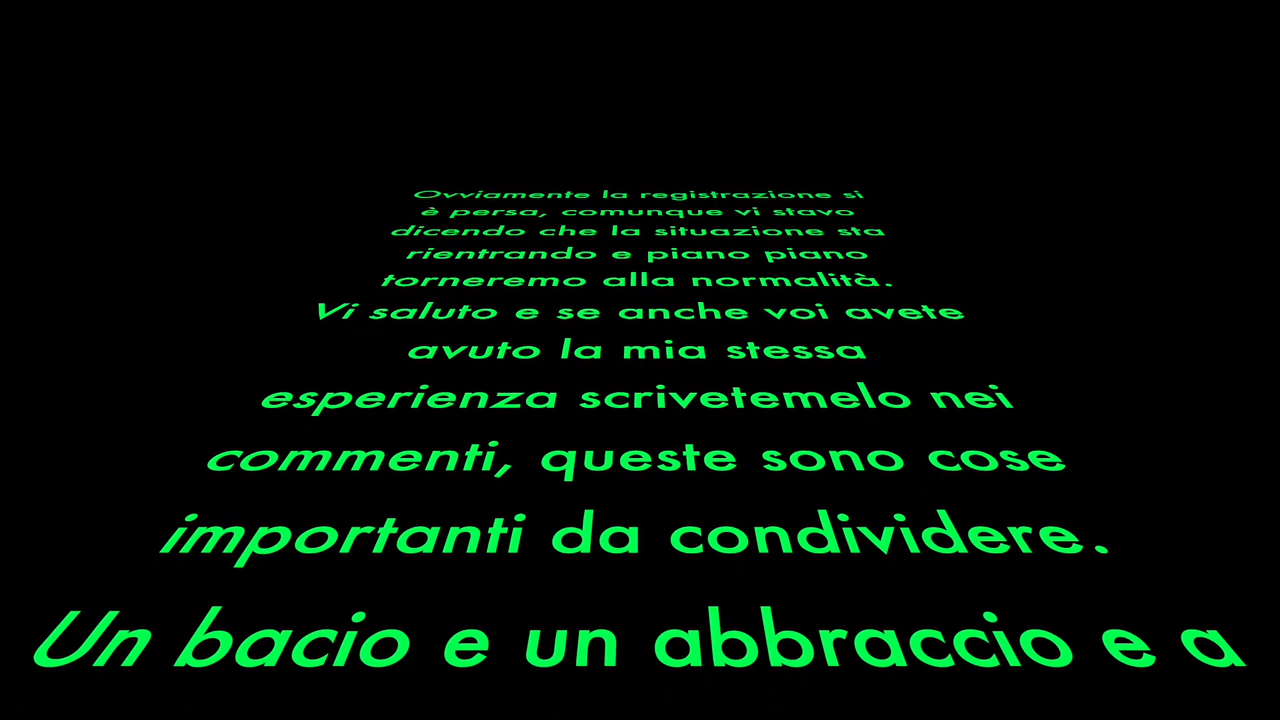 Ovviamente la registrazione si
è persa, comunque vi stavo
dicendo che la situazione sta
rientrando e piano piano
torneremo alla normalità.
Vi saluto e se anche voi avete
avuto la mia stessa
esperienza scrivetemelo nei
commenti, queste sono cose
importanti da condividere.
Un bacio e un abbraccio e a